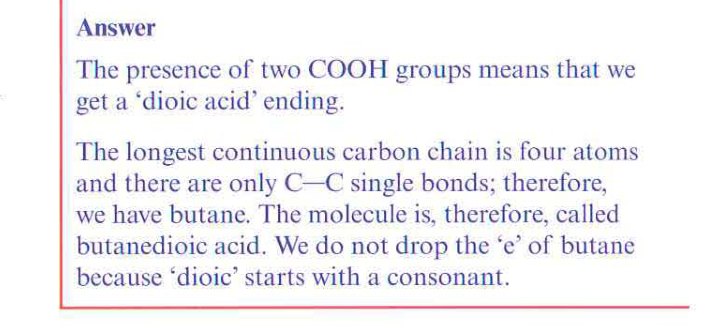 Answer
The presence of two COOH groups means that we
get a ‘dioic acid’ ending.
The longest continuous carbon chain is four atoms
and there are only C—C single bonds; therefore,
we have butane. The molecule is, therefore, called
butanedioic acid. We do not drop the ‘e’ of butane
because ‘dioic’ starts with a consonant.